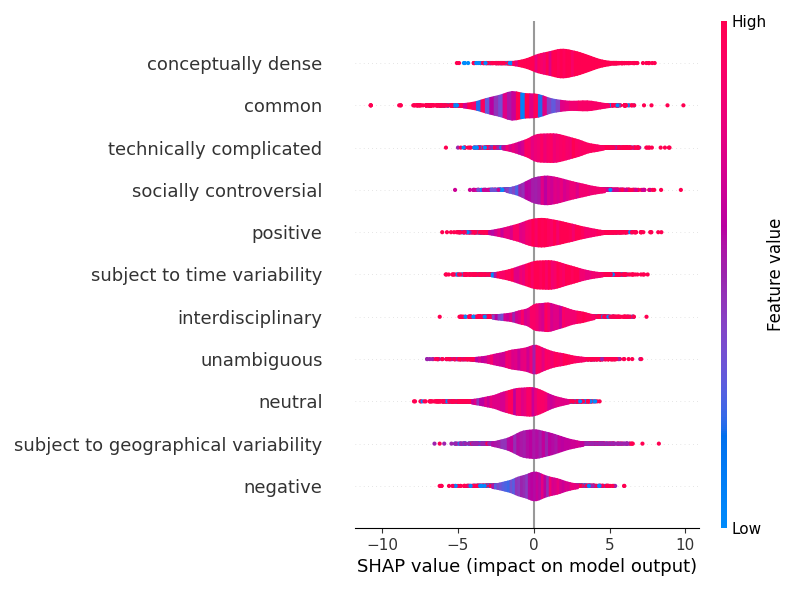 High
conceptually dense
common
technically complicated
socially controversial
positive
subject to time variability
interdisciplinary
unambiguous
neutral
subject to geographical variability
negative
Feature value
Low
−10 −5 0 5 10
SHAP value (impact on model output)